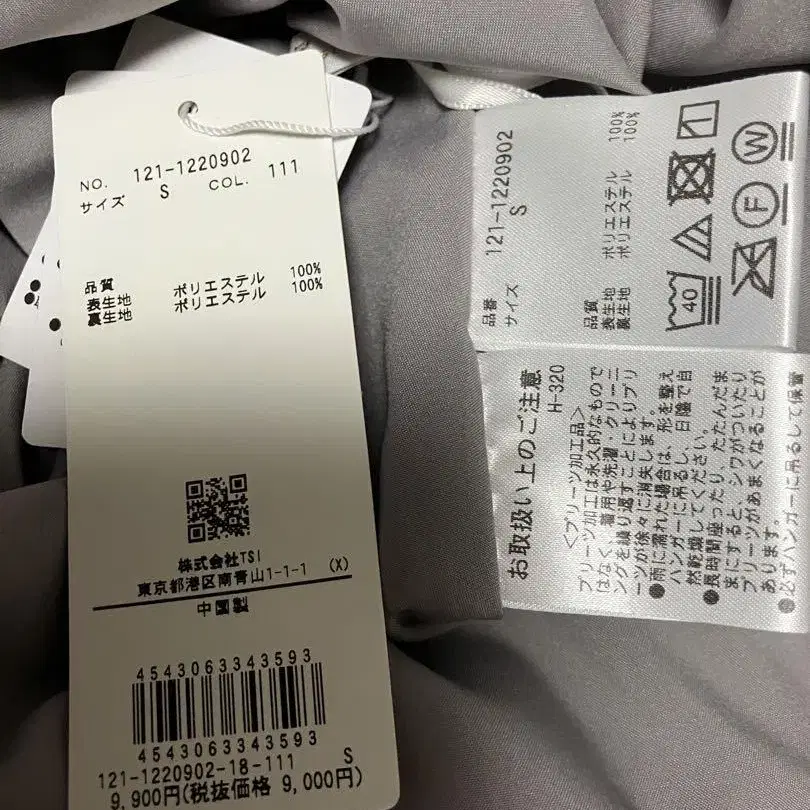 NO. 121-1220902
サイズ S COL. 111
品質
表生地 ポリエステル 100%
裏生地 ポリエステル 100%
株式会社TSI
東京都港区南青山1-1-1 (X)
中国製
4543063343593
4543063343593
121-1220902-18-111 S
9,900円(税抜価格 9,000円)
品番 121-1220902
サイズ S
品質
表生地 ポリエステル 100%
裏生地 ポリエステル 100%
40
F
W
お取扱い上のご注意
H-320
<プリーツ加工品>
プリーツ加工は永久的なもので
はなく、着用や洗濯・クリーニ
ングを繰り返すことによりプリ
ーツが徐々に消失します。
●雨に濡れた場合は、形を整え
ハンガーに吊るし、日陰で自
然乾燥してください。
●長時間座ったり、たたんだま
まにすると、シワがついたり
プリーツがあまくなることが
あります。
●必ずハンガーに吊るして保管